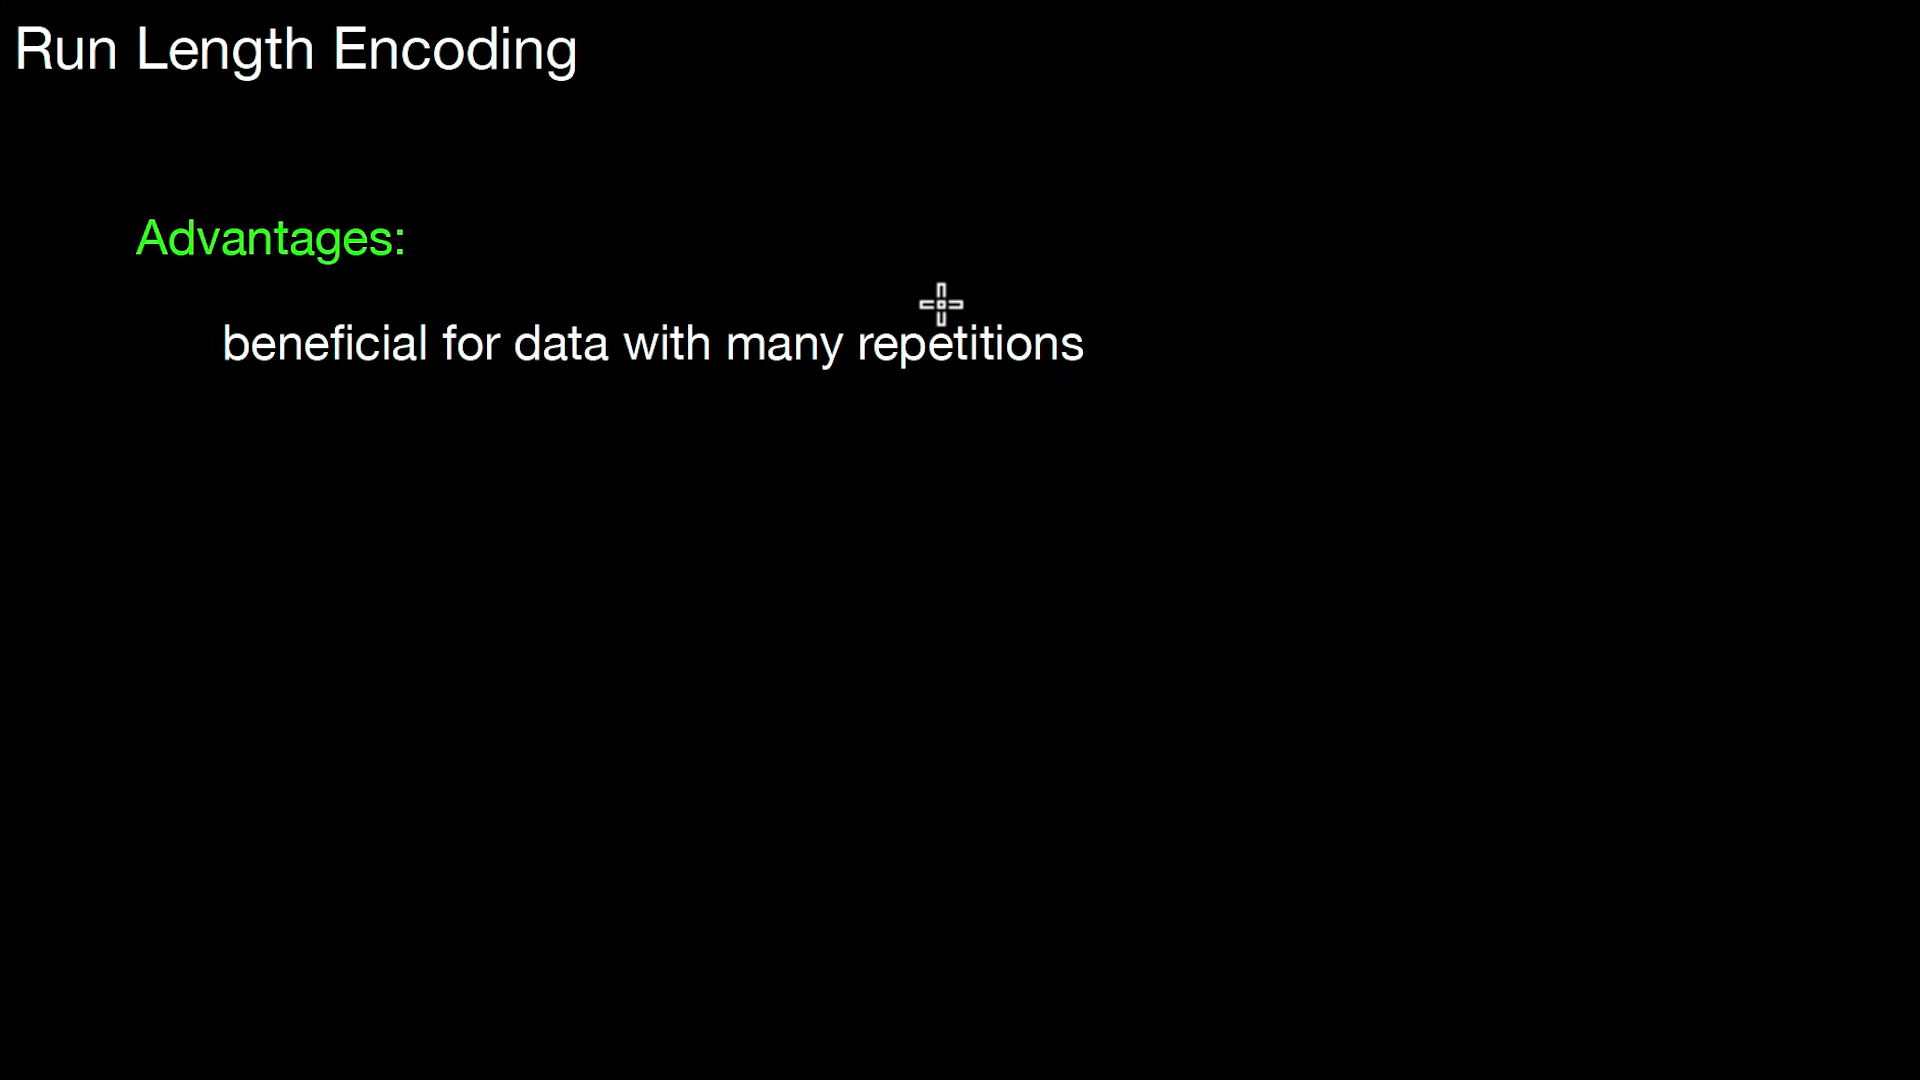 Run Length Encoding
Advantages:
beneficial for data with many repetitions